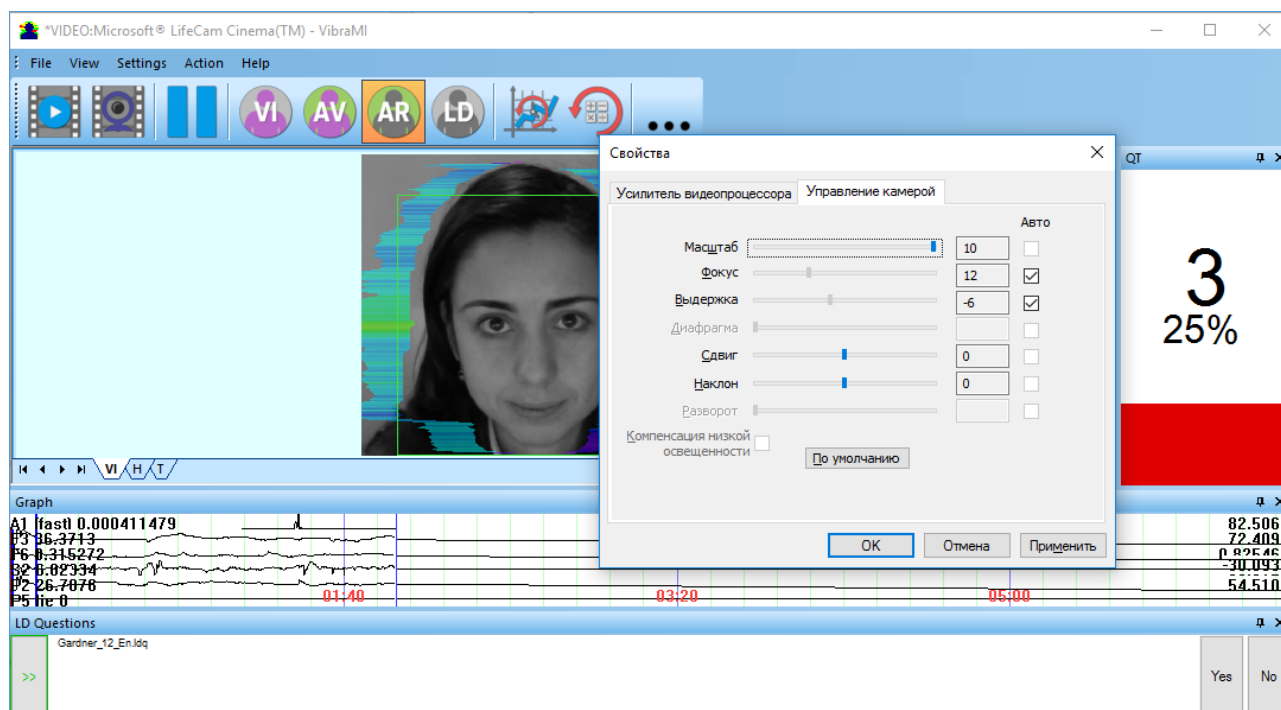 *VIDEO:Microsoft® LifeCam Cinema(TM) - VibraMI
File View Settings Action Help
VI AV AR LD
Свойства
QT
Усилитель видеопроцессора Управление камерой
Авто
Масштаб 10
Фокус 12
Выдержка -6
Диафрагма
Сдвиг 0
Наклон 0
Разворот
Компенсация низкой
освещенности
По умолчанию
OK Отмена Применить
3
25%
VI H T
Graph
A1 (fast) 0.000411479 82.506
36.3713 72.409
0.315272
-30.093
54.510
01:40 03:20 05:00
LD Questions
Gardner_12_En.ldq
>> Yes No